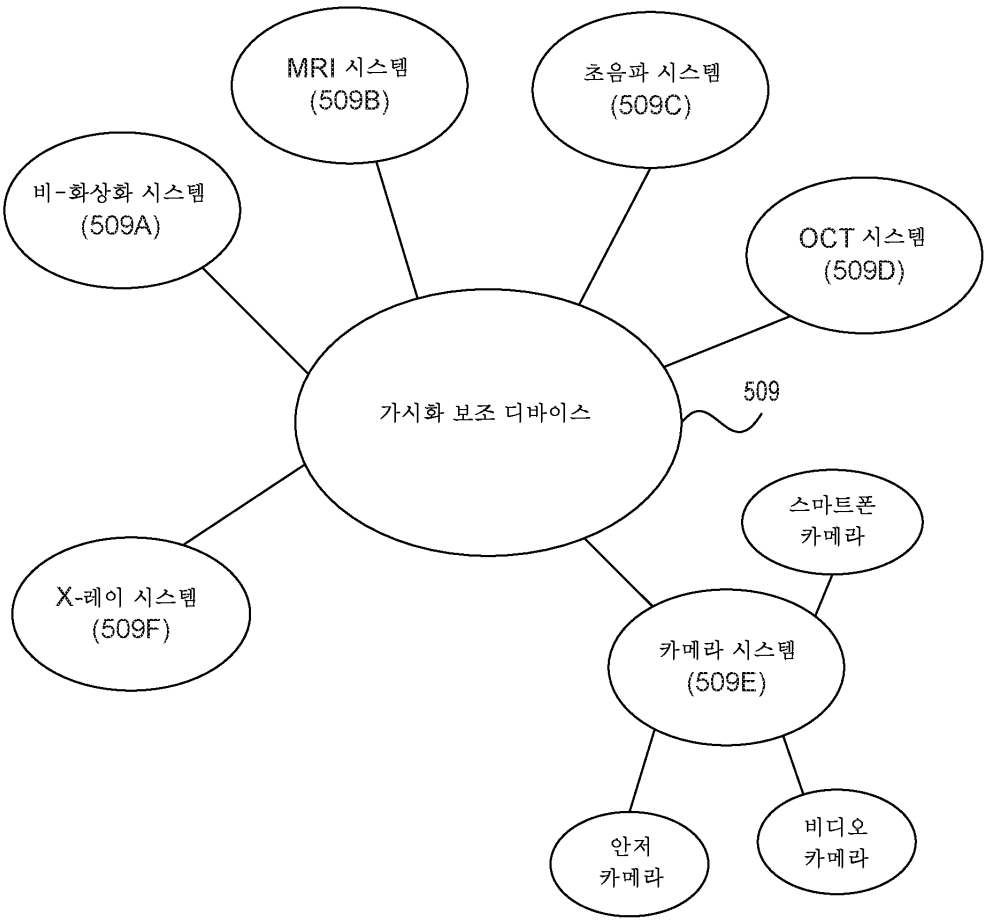 MRI 시스템
(509B)
초음파 시스템
(509C)
비-화상화 시스템
(509A)
OCT 시스템
(509D)
가시화 보조 디바이스
509
스마트폰
카메라
X-레이 시스템
(509F)
카메라 시스템
(509E)
안저
카메라
비디오
카메라